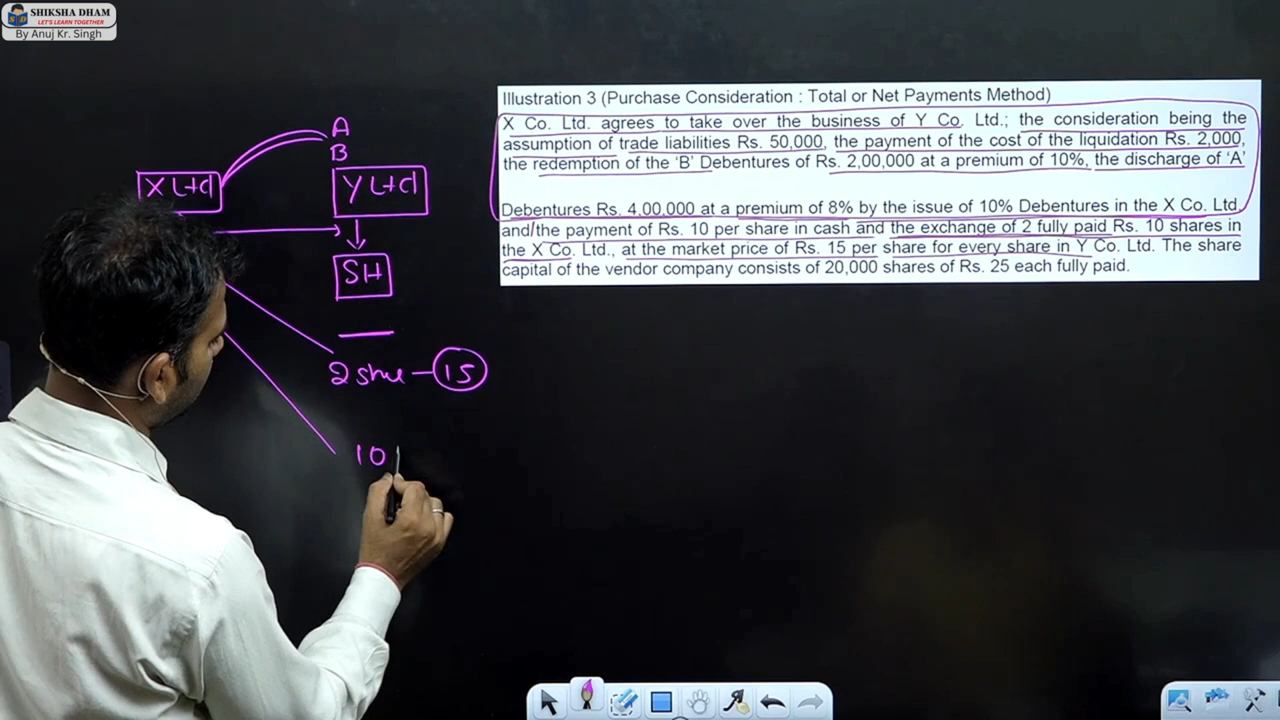 SHIKSHA DHAM
LET'S LEARN TOGETHER
By Anuj Kr. Singh
Illustration 3 (Purchase Consideration : Total or Net Payments Method)
X Co. Ltd. agrees to take over the business of Y Co. Ltd.; the consideration being the
assumption of trade liabilities Rs. 50,000, the payment of the cost of the liquidation Rs. 2,000,
the redemption of the 'B' Debentures of Rs. 2,00,000 at a premium of 10%, the discharge of 'A'
Debentures Rs. 4,00,000 at a premium of 8% by the issue of 10% Debentures in the X Co. Ltd.
and the payment of Rs. 10 per share in cash and the exchange of 2 fully paid Rs. 10 shares in
the X Co. Ltd., at the market price of Rs. 15 per share for every share in Y Co. Ltd. The share
capital of the vendor company consists of 20,000 shares of Rs. 25 each fully paid.
A
B
X Ltd
Y Ltd
SH
2 share - 15
10